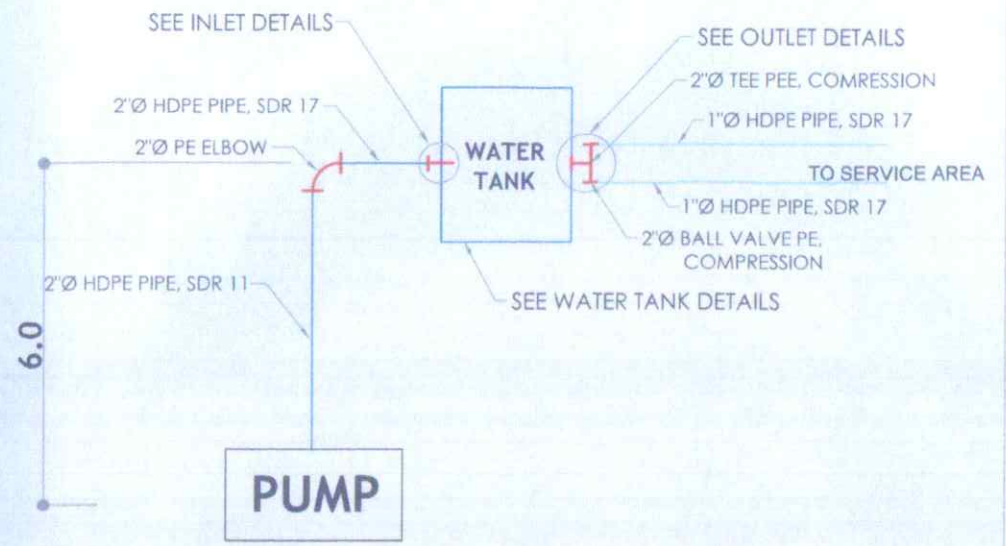 SEE INLET DETAILS
SEE OUTLET DETAILS
2"Ø TEE PEE, COMRESSION
2"Ø HDPE PIPE, SDR 17
1"Ø HDPE PIPE, SDR 17
2"Ø PE ELBOW
WATER
TANK
TO SERVICE AREA
1"Ø HDPE PIPE, SDR 17
2"Ø BALL VALVE PE,
COMPRESSION
2"Ø HDPE PIPE, SDR 11
SEE WATER TANK DETAILS
6.0
PUMP